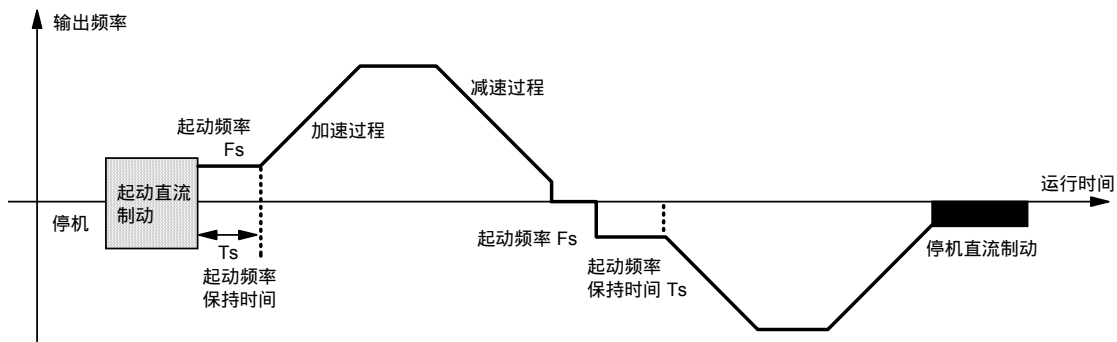 输出频率
减速过程
起动频率
Fs
加速过程
运行时间
起动直流
制动
停机
Ts
起动频率
保持时间
起动频率 Fs
起动频率
保持时间 Ts
停机直流制动